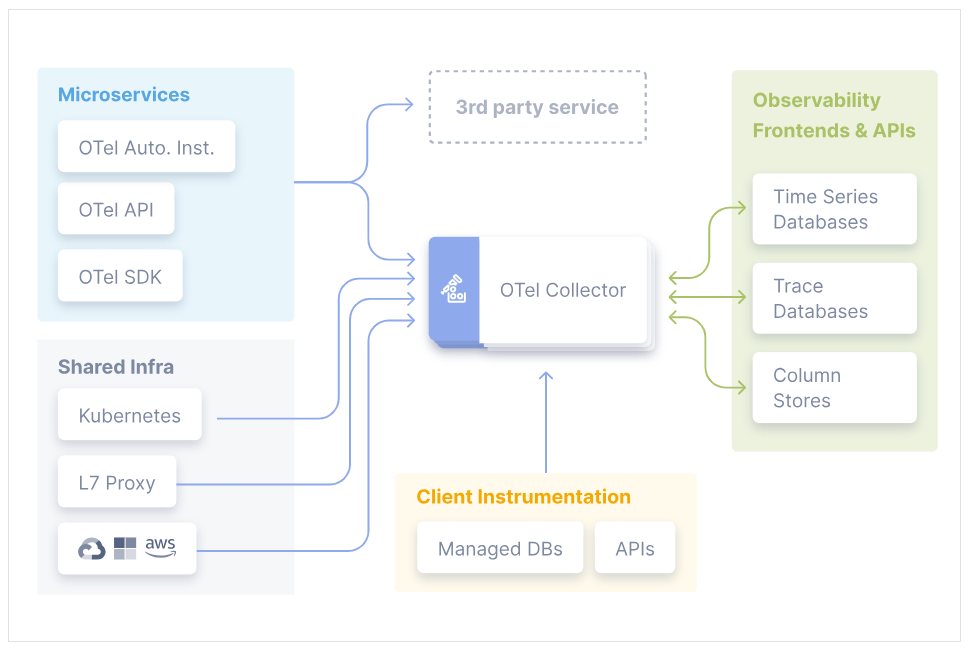 Microservices
OTel Auto. Inst.
OTel API
OTel SDK
Shared Infra
Kubernetes
L7 Proxy
aws
3rd party service
OTel Collector
Client Instrumentation
Managed DBs
APIs
Observability
Frontends & APIs
Time Series
Databases
Trace
Databases
Column
Stores